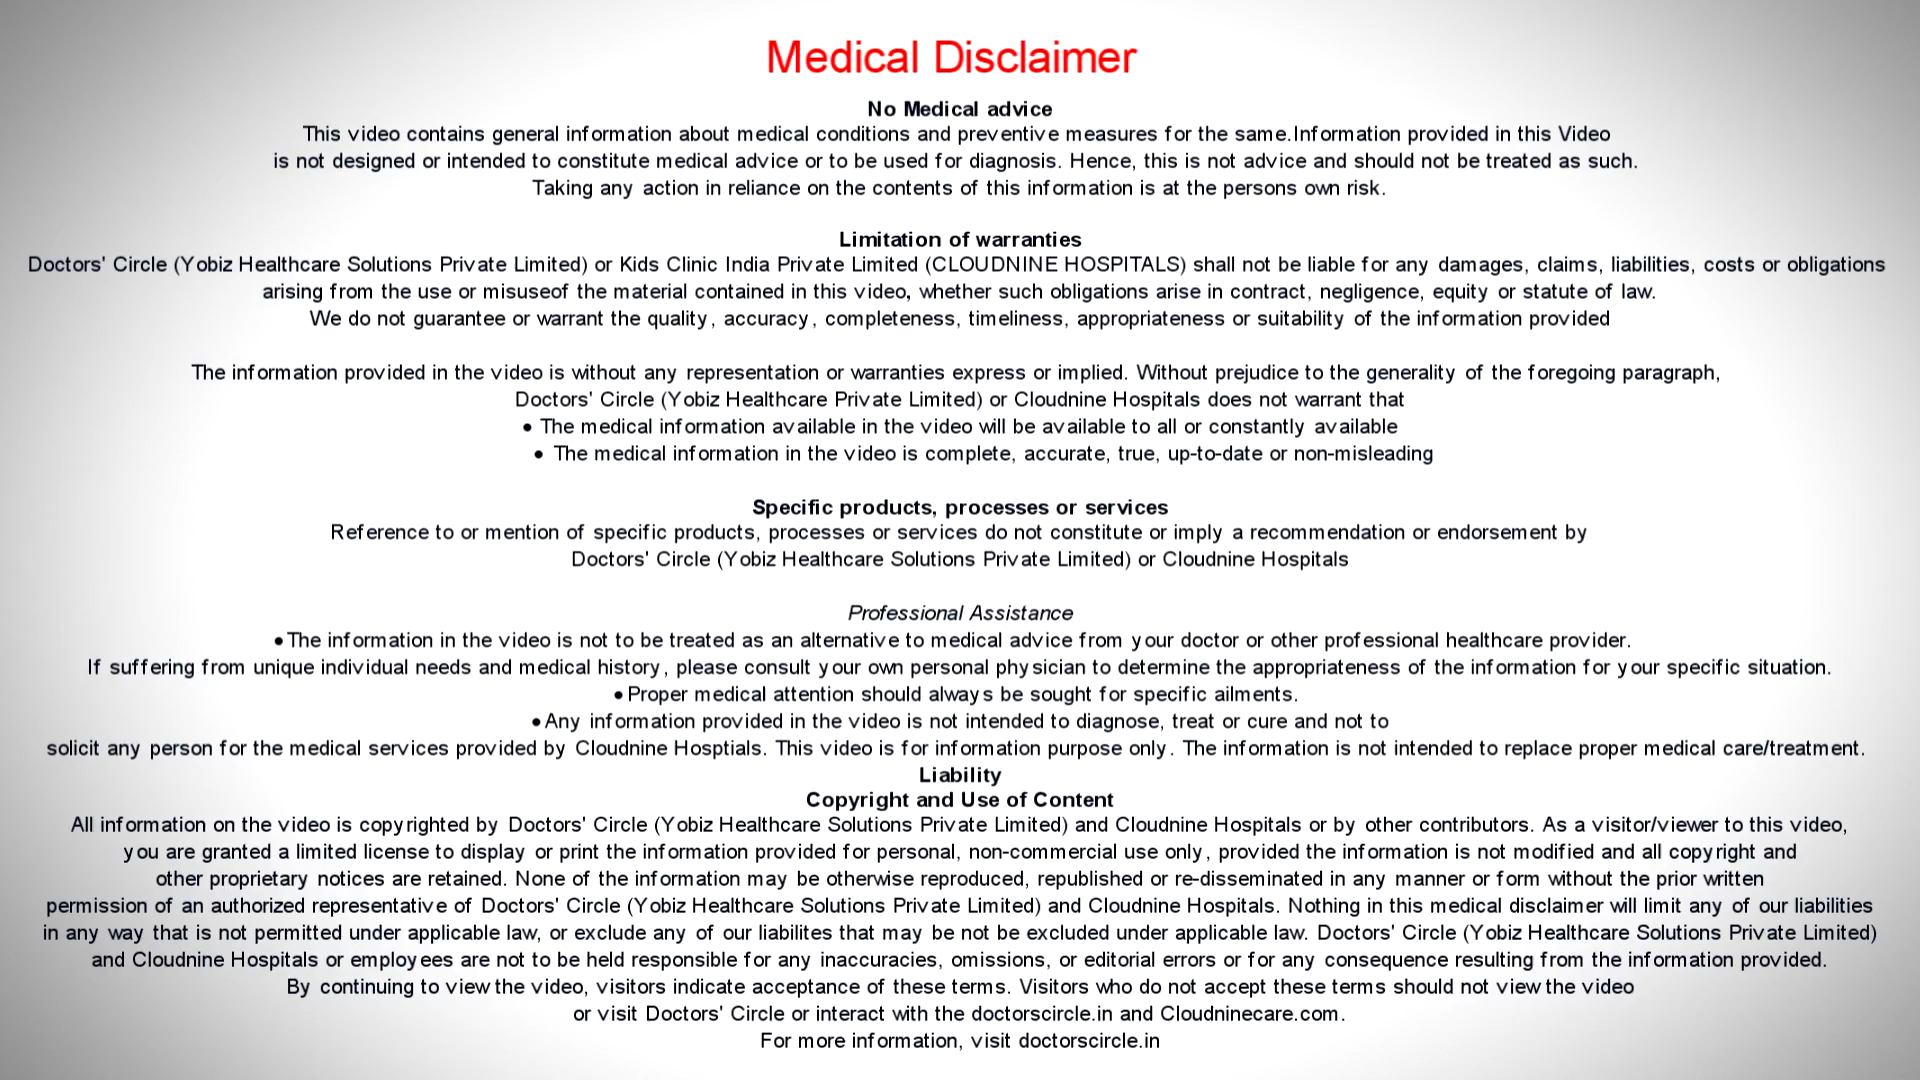 Medical Disclaimer
No Medical advice
This video contains general information about medical conditions and preventive measures for the same.Information provided in this Video
is not designed or intended to constitute medical advice or to be used for diagnosis. Hence, this is not advice and should not be treated as such.
Taking any action in reliance on the contents of this information is at the persons own risk.
Limitation of warranties
Doctors' Circle (Yobiz Healthcare Solutions Private Limited) or Kids Clinic India Private Limited (CLOUDNINE HOSPITALS) shall not be liable for any damages, claims, liabilities, costs or obligations
arising from the use or misuseof the material contained in this video, whether such obligations arise in contract, negligence, equity or statute of law.
We do not guarantee or warrant the quality, accuracy, completeness, timeliness, appropriateness or suitability of the information provided
The information provided in the video is without any representation or warranties express or implied. Without prejudice to the generality of the foregoing paragraph,
Doctors' Circle (Yobiz Healthcare Private Limited) or Cloudnine Hospitals does not warrant that
• The medical information available in the video will be available to all or constantly available
• The medical information in the video is complete, accurate, true, up-to-date or non-misleading
Specific products, processes or services
Reference to or mention of specific products, processes or services do not constitute or imply a recommendation or endorsement by
Doctors' Circle (Yobiz Healthcare Solutions Private Limited) or Cloudnine Hospitals
Professional Assistance
•The information in the video is not to be treated as an alternative to medical advice from your doctor or other professional healthcare provider.
If suffering from unique individual needs and medical history, please consult your own personal physician to determine the appropriateness of the information for your specific situation.
•Proper medical attention should always be sought for specific ailments.
•Any information provided in the video is not intended to diagnose, treat or cure and not to
solicit any person for the medical services provided by Cloudnine Hosptials. This video is for information purpose only. The information is not intended to replace proper medical care/treatment.
Liability
Copyright and Use of Content
All information on the video is copyrighted by Doctors' Circle (Yobiz Healthcare Solutions Private Limited) and Cloudnine Hospitals or by other contributors. As a visitor/viewer to this video,
you are granted a limited license to display or print the information provided for personal, non-commercial use only, provided the information is not modified and all copyright and
other proprietary notices are retained. None of the information may be otherwise reproduced, republished or re-disseminated in any manner or form without the prior written
permission of an authorized representative of Doctors' Circle (Yobiz Healthcare Solutions Private Limited) and Cloudnine Hospitals. Nothing in this medical disclaimer will limit any of our liabilities
in any way that is not permitted under applicable law, or exclude any of our liabilites that may be not be excluded under applicable law. Doctors' Circle (Yobiz Healthcare Solutions Private Limited)
and Cloudnine Hospitals or employees are not to be held responsible for any inaccuracies, omissions, or editorial errors or for any consequence resulting from the information provided.
By continuing to view the video, visitors indicate acceptance of these terms. Visitors who do not accept these terms should not view the video
or visit Doctors' Circle or interact with the doctorscircle.in and Cloudninecare.com.
For more information, visit doctorscircle.in